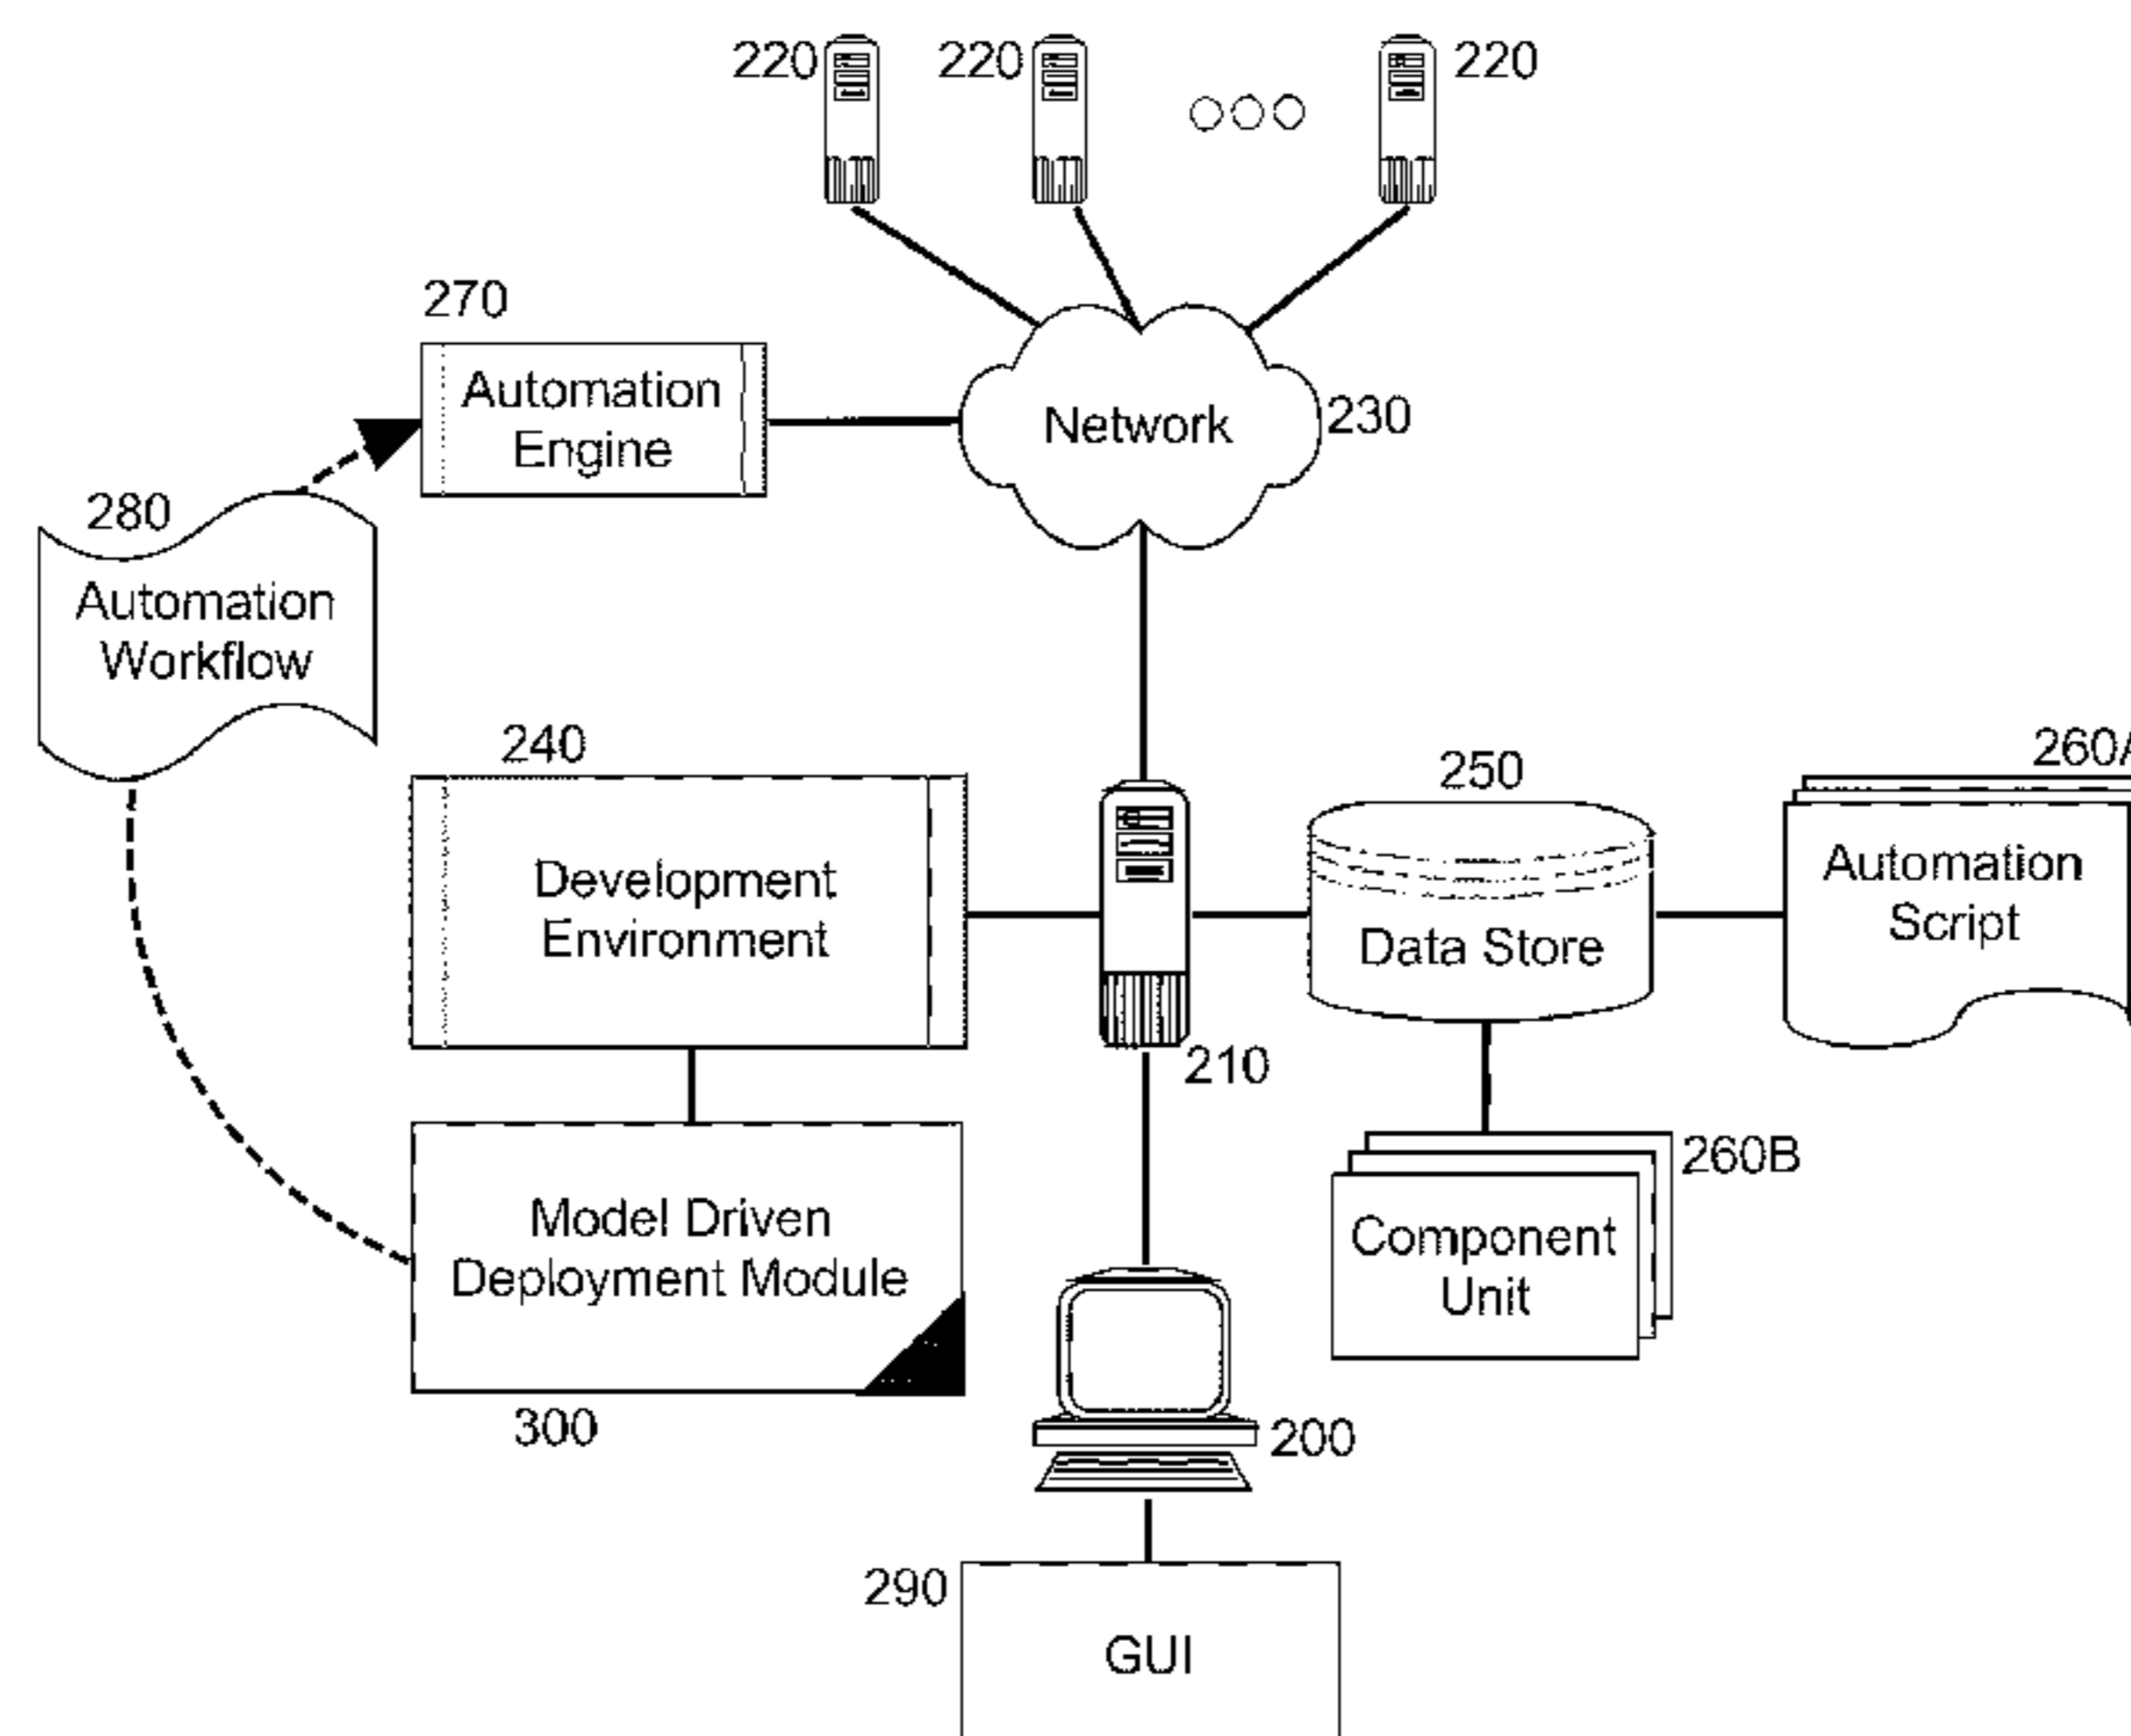 220
220
220
270
Automation
Engine
Network
230
280
Automation
Workflow
240
Development
Environment
250
Data Store
260A
Automation
Script
210
Model Driven
Deployment Module
300
260B
Component
Unit
200
290
GUI